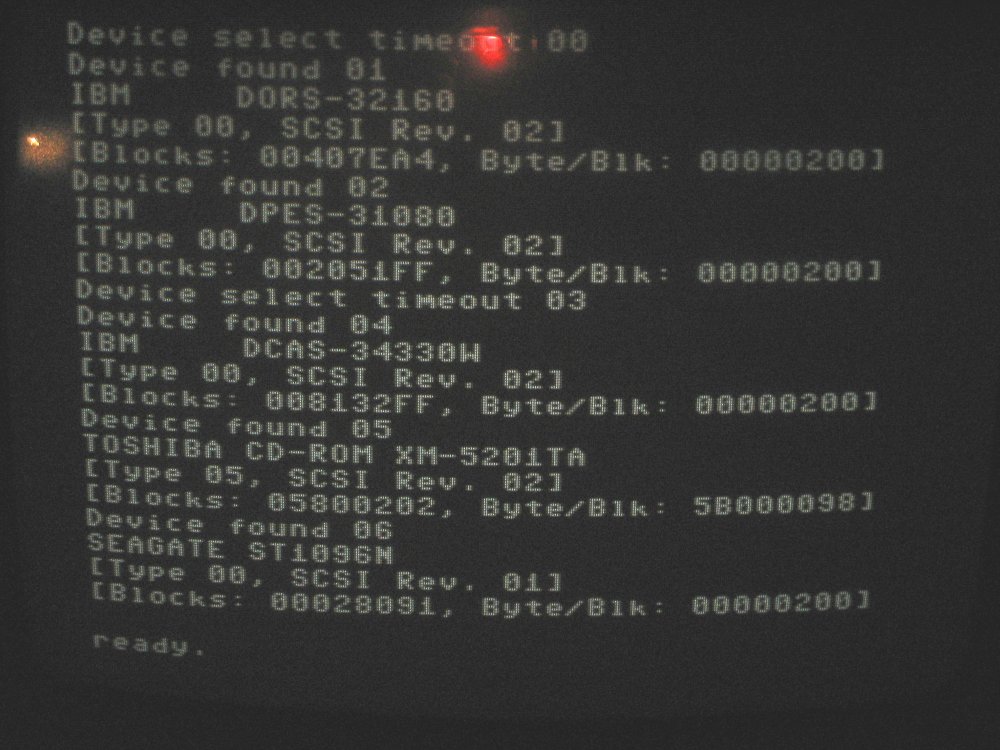 Device select timeout 00
Device found 01
IBM DORS-32160
[Type 00, SCSI Rev. 02]
[Blocks: 00407EA4, Byte/Blk: 00000200]
Device found 02
IBM DPES-31080
[Type 00, SCSI Rev. 02]
[Blocks: 002051FF, Byte/Blk: 00000200]
Device select timeout 03
Device found 04
IBM DCAS-34330W
[Type 00, SCSI Rev. 02]
[Blocks: 008132FF, Byte/Blk: 00000200]
Device found 05
TOSHIBA CD-ROM XM-5201TA
[Type 05, SCSI Rev. 02]
[Blocks: 05800202, Byte/Blk: 5B000098]
Device found 06
SEAGATE ST1096N
[Type 00, SCSI Rev. 01]
[Blocks: 00028091, Byte/Blk: 00000200]
ready.